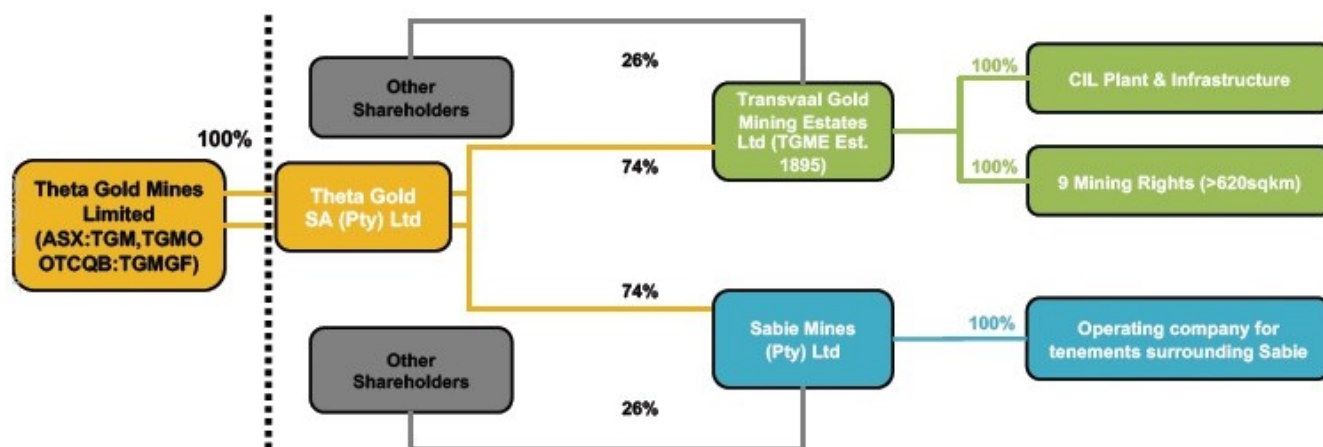 100%
Theta Gold Mines
Limited
(ASX:TGM,TGMO
OTCQB:TGMGF)
Other
Shareholders
Theta Gold
SA (Pty) Ltd
Other
Shareholders
26%
74%
74%
26%
Transvaal Gold
Mining Estates
Ltd (TGME Est.
1895)
Sabie Mines
(Pty) Ltd
100%
CIL Plant & Infrastructure
100%
9 Mining Rights (>620sqkm)
100%
Operating company for
tenements surrounding Sabie